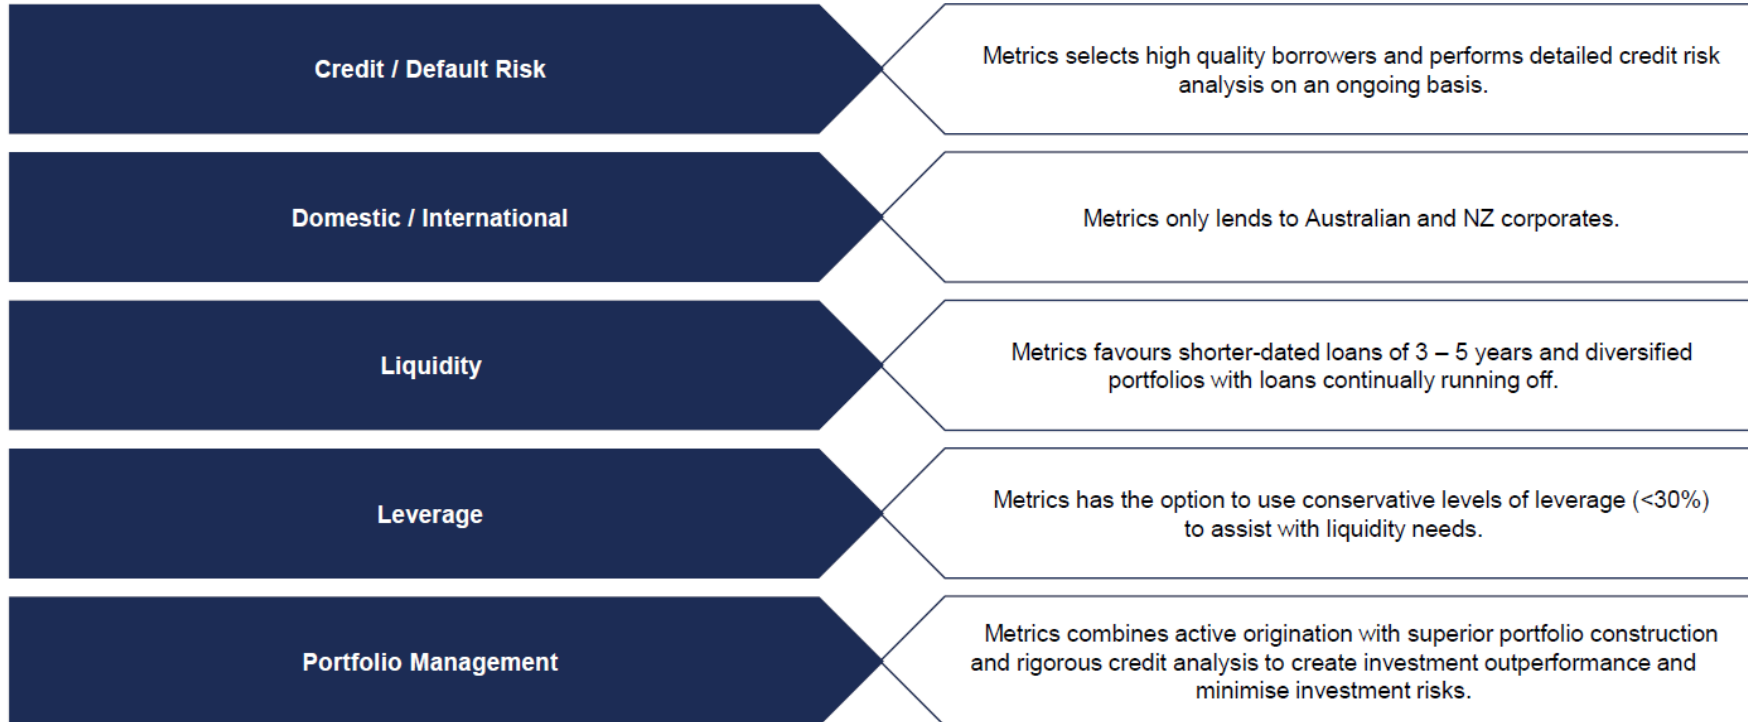 Credit / Default Risk
Metrics selects high quality borrowers and performs detailed credit risk
analysis on an ongoing basis.
Domestic / International
Metrics only lends to Australian and NZ corporates.
Liquidity
Metrics favours shorter-dated loans of 3 – 5 years and diversified
portfolios with loans continually running off.
Leverage
Metrics has the option to use conservative levels of leverage (<30%)
to assist with liquidity needs.
Portfolio Management
Metrics combines active origination with superior portfolio construction
and rigorous credit analysis to create investment outperformance and
minimise investment risks.